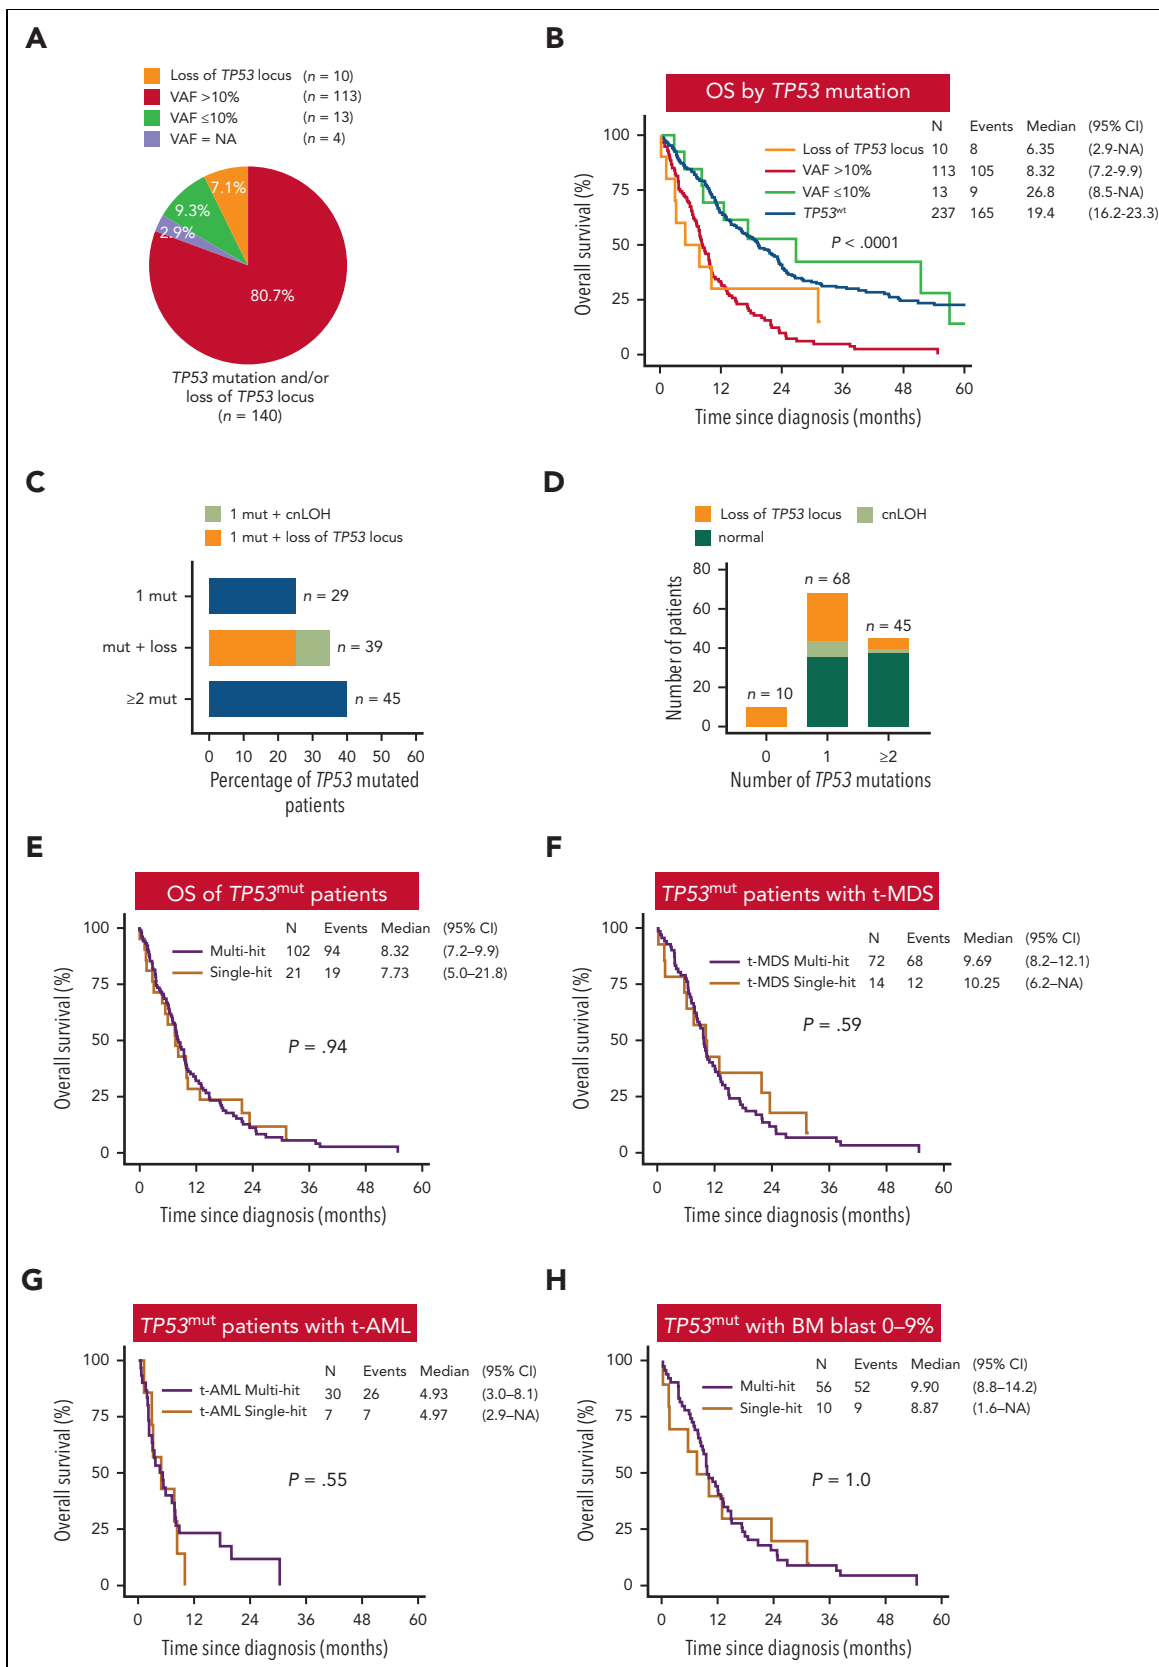 A
Loss of TP53 locus (n = 10)
VAF >10% (n = 113)
VAF ≤10% (n = 13)
VAF = NA (n = 4)
7.1%
9.3%
2.9%
80.7%
TP53 mutation and/or
loss of TP53 locus
(n = 140)
B
OS by TP53 mutation
N Events Median (95% CI)
Loss of TP53 locus 10 8 6.35 (2.9-NA)
VAF >10% 113 105 8.32 (7.2-9.9)
VAF ≤10% 13 9 26.8 (8.5-NA)
TP53wt 237 165 19.4 (16.2-23.3)
P < .0001
Overall survival (%)
100
75
50
25
0
0 12 24 36 48 60
Time since diagnosis (months)
C
1 mut + cnLOH
1 mut + loss of TP53 locus
1 mut n = 29
mut + loss n = 39
≥2 mut n = 45
0 10 20 30 40 50 60
Percentage of TP53 mutated
patients
D
Loss of TP53 locus cnLOH
normal
Number of patients
80
60
40
20
0
n = 10
n = 68
n = 45
0 1 ≥2
Number of TP53 mutations
E
OS of TP53mut patients
N Events Median (95% CI)
Multi-hit 102 94 8.32 (7.2–9.9)
Single-hit 21 19 7.73 (5.0–21.8)
P = .94
Overall survival (%)
100
75
50
25
0
0 12 24 36 48 60
Time since diagnosis (months)
F
TP53mut patients with t-MDS
N Events Median (95% CI)
t-MDS Multi-hit 72 68 9.69 (8.2–12.1)
t-MDS Single-hit 14 12 10.25 (6.2–NA)
P = .59
Overall survival (%)
100
75
50
25
0
0 12 24 36 48 60
Time since diagnosis (months)
G
TP53mut patients with t-AML
N Events Median (95% CI)
t-AML Multi-hit 30 26 4.93 (3.0–8.1)
t-AML Single-hit 7 7 4.97 (2.9–NA)
P = .55
Overall survival (%)
100
75
50
25
0
0 12 24 36 48 60
Time since diagnosis (months)
H
TP53mut with BM blast 0–9%
N Events Median (95% CI)
Multi-hit 56 52 9.90 (8.8–14.2)
Single-hit 10 9 8.87 (1.6–NA)
P = 1.0
Overall survival (%)
100
75
50
25
0
0 12 24 36 48 60
Time since diagnosis (months)